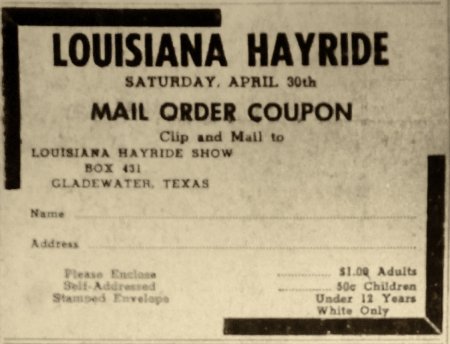 LOUISIANA HAYRIDE
SATURDAY, APRIL 30th
MAIL ORDER COUPON
Clip and Mail to
LOUISIANA HAYRIDE SHOW
BOX 431
GLADEWATER, TEXAS
Name
Address
Please Enclose
Self-Addressed
Stamped Envelope
$1.00 Adults
50c Children
Under 12 Years
White Only